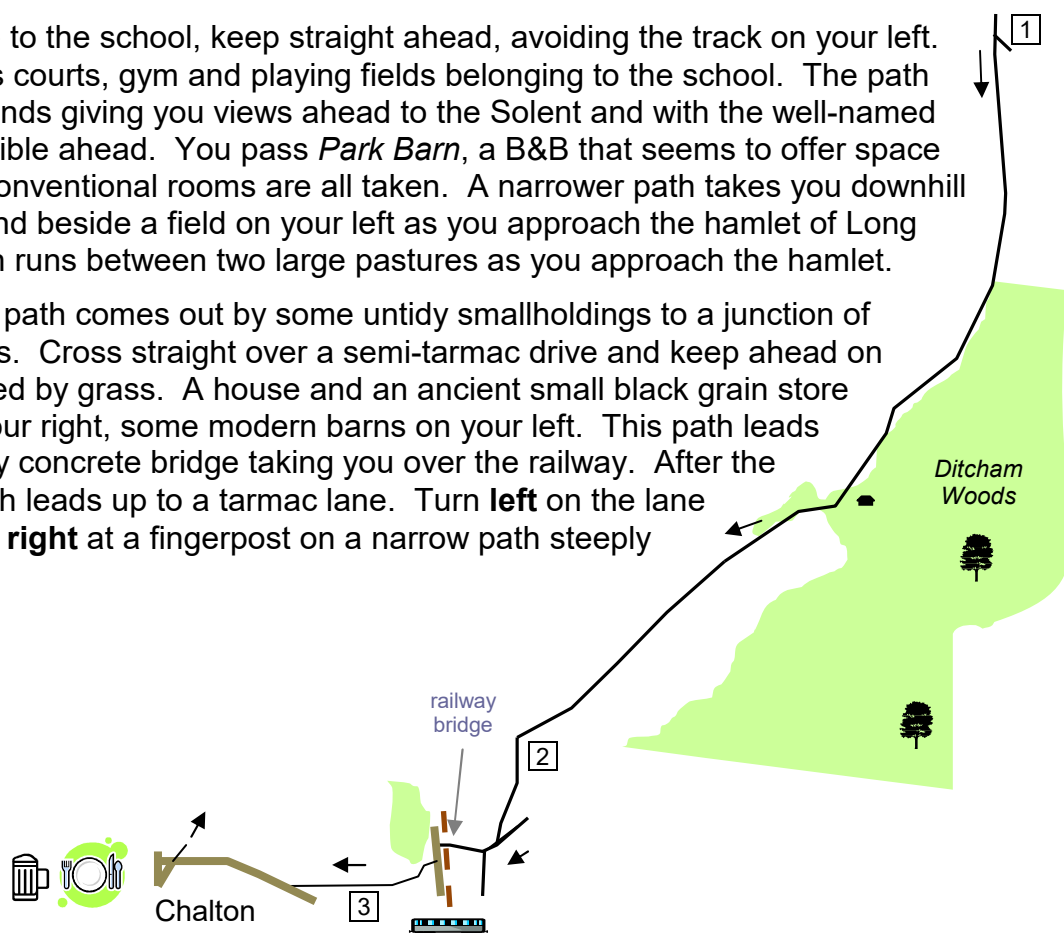 to the school, keep straight ahead, avoiding the track on your left.
s courts, gym and playing fields belonging to the school. The path
nds giving you views ahead to the Solent and with the well-named
ible ahead. You pass Park Barn, a B&B that seems to offer space
onventional rooms are all taken. A narrower path takes you downhill
nd beside a field on your left as you approach the hamlet of Long
n runs between two large pastures as you approach the hamlet.
path comes out by some untidy smallholdings to a junction of
s. Cross straight over a semi-tarmac drive and keep ahead on
ed by grass. A house and an ancient small black grain store
our right, some modern barns on your left. This path leads
y concrete bridge taking you over the railway. After the
h leads up to a tarmac lane. Turn left on the lane
right at a fingerpost on a narrow path steeply
1
Ditcham
Woods
railway
bridge
2
3
Chalton